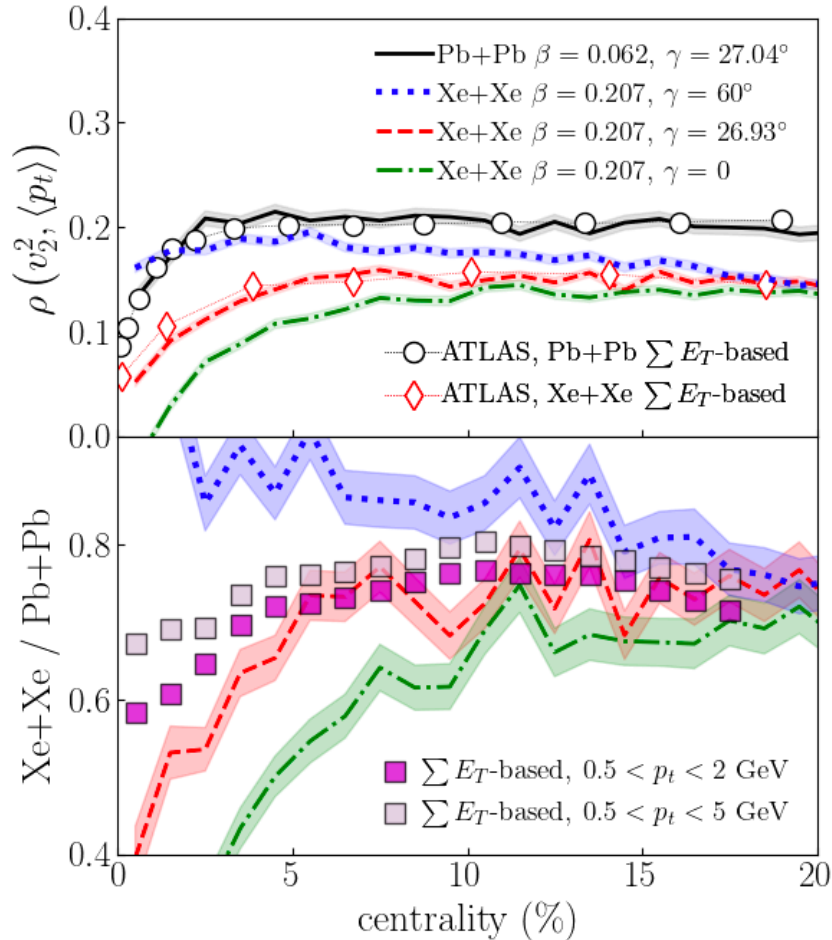 0.4
0.3
0.2
0.1
0.0
ρ (v₂², ⟨pₜ⟩)
Pb+Pb β = 0.062, γ = 27.04°
Xe+Xe β = 0.207, γ = 60°
Xe+Xe β = 0.207, γ = 26.93°
Xe+Xe β = 0.207, γ = 0
ATLAS, Pb+Pb ∑ E_T-based
ATLAS, Xe+Xe ∑ E_T-based
0.8
0.6
0.4
Xe+Xe / Pb+Pb
∑ E_T-based, 0.5 < pₜ < 2 GeV
∑ E_T-based, 0.5 < pₜ < 5 GeV
0 5 10 15 20
centrality (%)